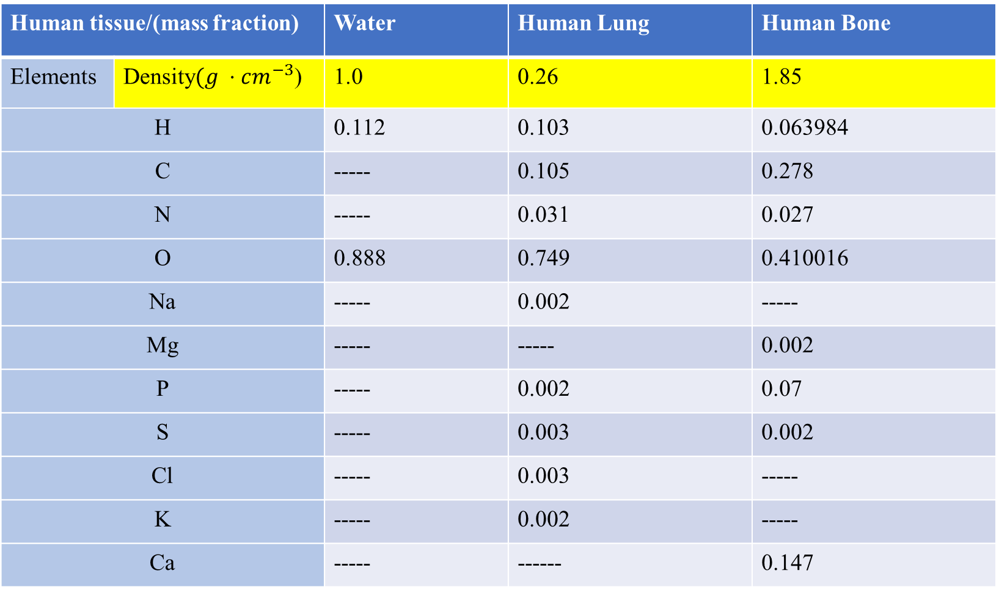 Human tissue/(mass fraction) Water Human Lung Human Bone
Elements Density(g · cm⁻³) 1.0 0.26 1.85
H 0.112 0.103 0.063984
C ----- 0.105 0.278
N ----- 0.031 0.027
O 0.888 0.749 0.410016
Na ----- 0.002 -----
Mg ----- ----- 0.002
P ----- 0.002 0.07
S ----- 0.003 0.002
Cl ----- 0.003 -----
K ----- 0.002 -----
Ca ----- ------ 0.147